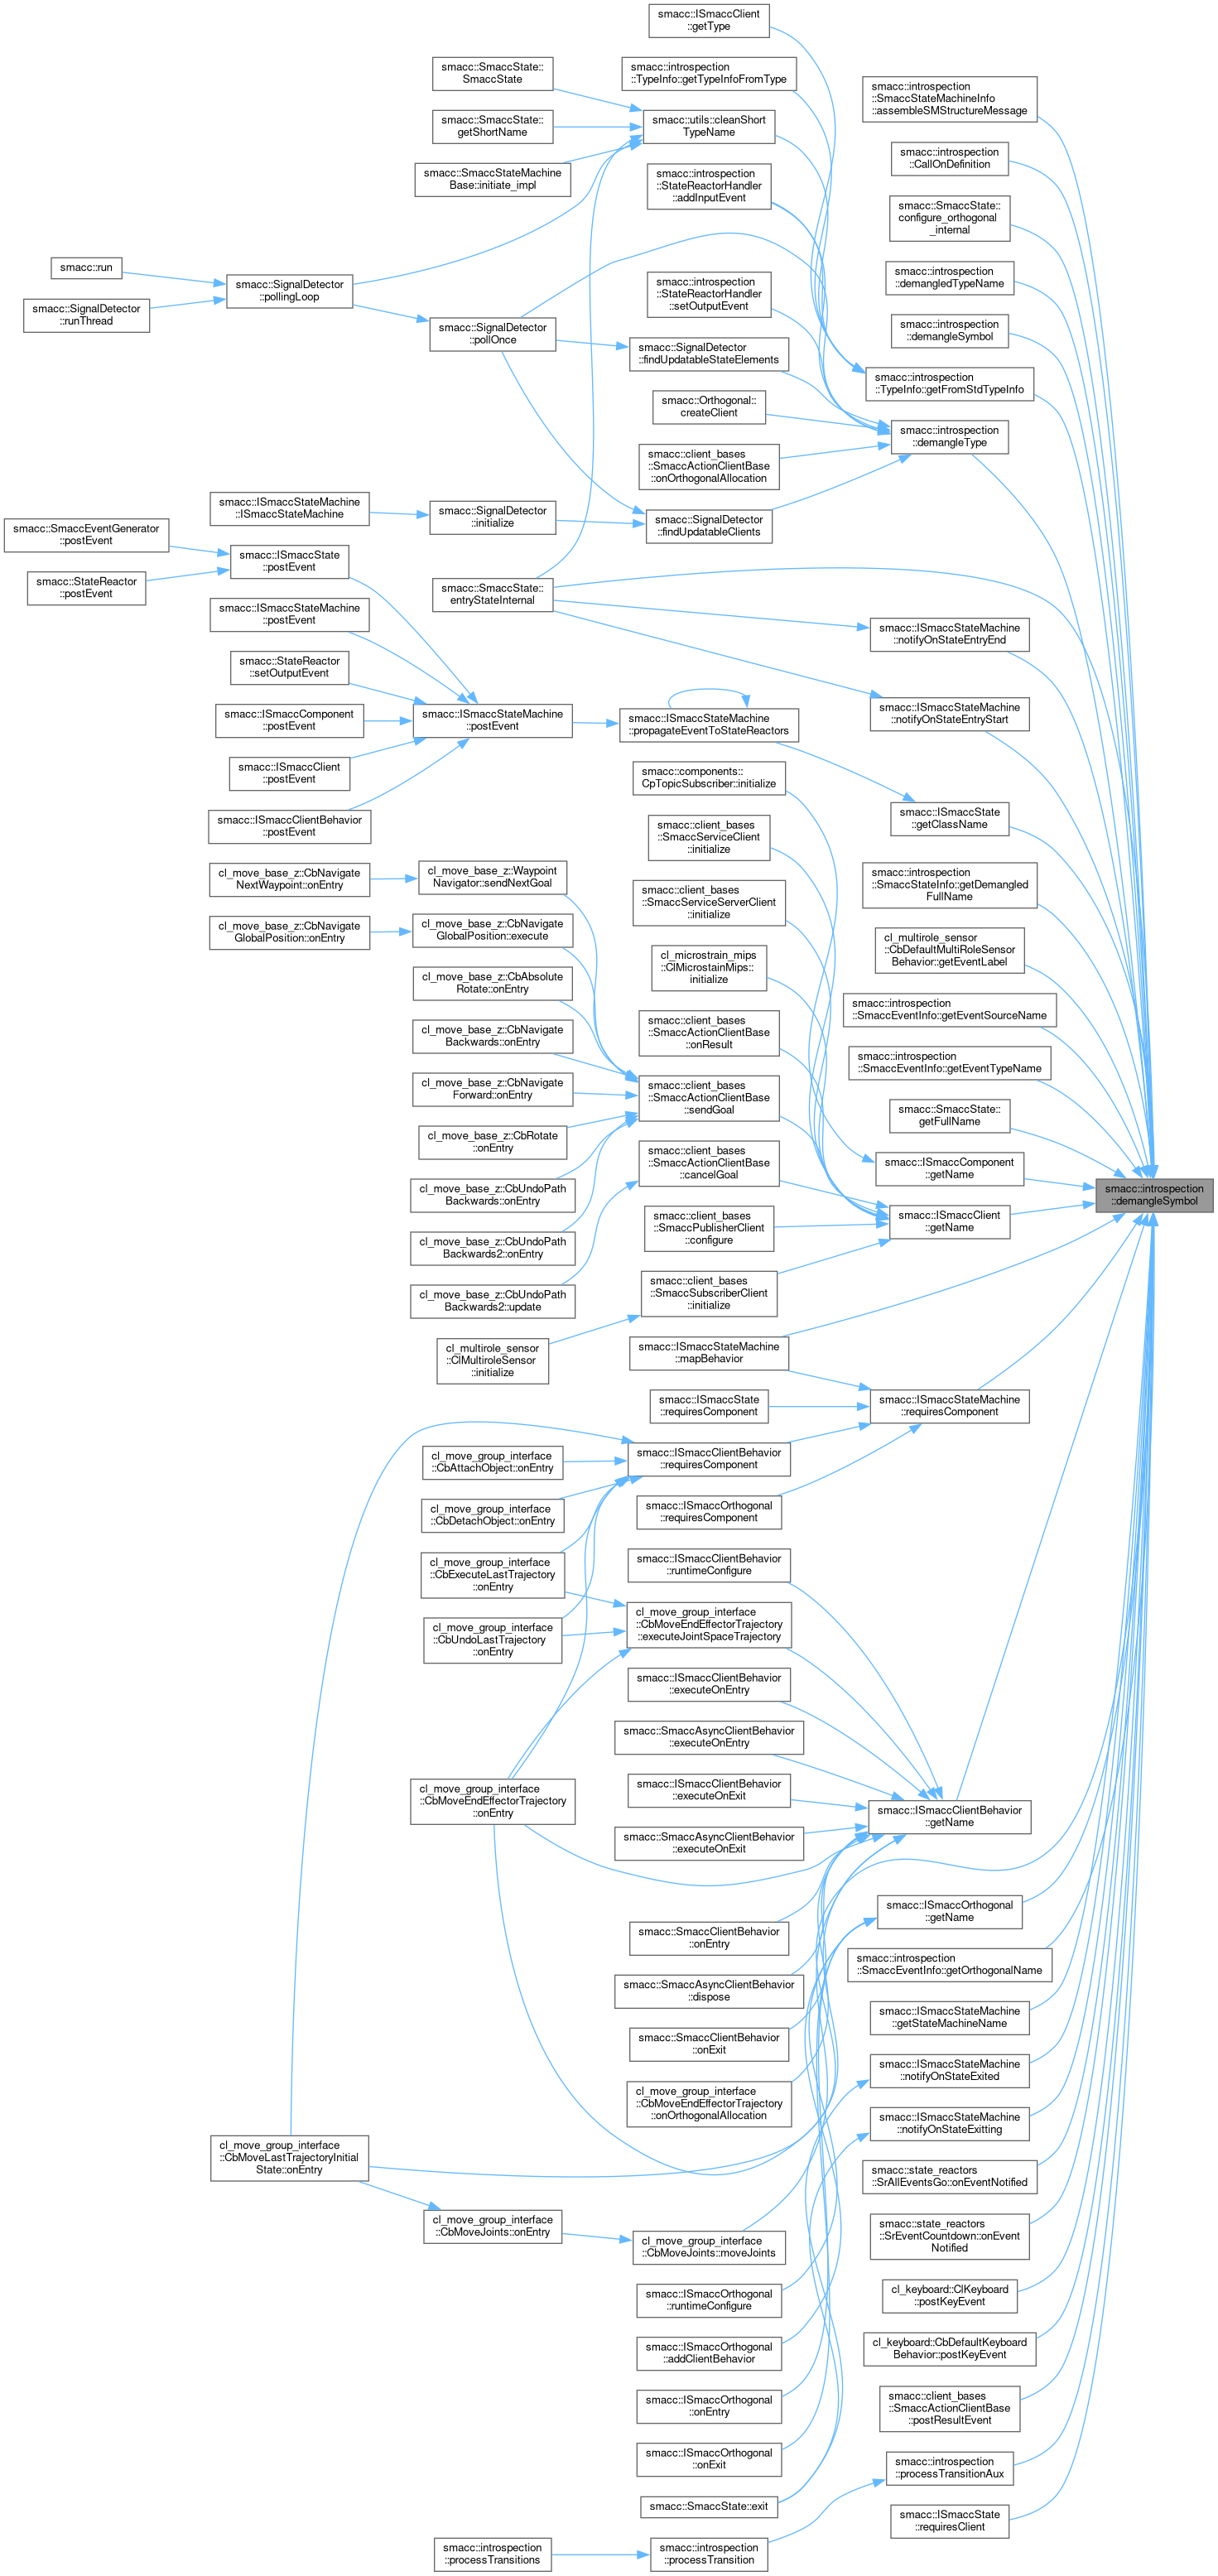 smacc::ISmaccClient
::getType
smacc::SmaccState::
SmaccState
smacc::introspection
::TypeInfo::getTypeInfoFromType
smacc::introspection
::SmaccStateMachineInfo
::assembleSMStructureMessage
smacc::SmaccState::
getShortName
smacc::utils::cleanShort
TypeName
smacc::introspection
::CallOnDefinition
smacc::SmaccStateMachine
Base::initiate_impl
smacc::introspection
::StateReactorHandler
::addInputEvent
smacc::SmaccState::
configure_orthogonal
_internal
smacc::run
smacc::SignalDetector
::pollingLoop
smacc::introspection
::StateReactorHandler
::setOutputEvent
smacc::introspection
::demangledTypeName
smacc::SignalDetector
::runThread
smacc::SignalDetector
::pollOnce
smacc::introspection
::demangleSymbol
smacc::SignalDetector
::findUpdatableStateElements
smacc::introspection
::TypeInfo::getFromStdTypeInfo
smacc::Orthogonal::
createClient
smacc::introspection
::demangleType
smacc::client_bases
::SmaccActionClientBase
::onOrthogonalAllocation
smacc::ISmaccStateMachine
::ISmaccStateMachine
smacc::SignalDetector
::initialize
smacc::SignalDetector
::findUpdatableClients
smacc::SmaccEventGenerator
::postEvent
smacc::ISmaccState
::postEvent
smacc::StateReactor
::postEvent
smacc::SmaccState::
entryStateInternal
smacc::ISmaccStateMachine
::postEvent
smacc::ISmaccStateMachine
::notifyOnStateEntryEnd
smacc::StateReactor
::setOutputEvent
smacc::ISmaccComponent
::postEvent
smacc::ISmaccStateMachine
::postEvent
smacc::ISmaccStateMachine
::propagateEventToStateReactors
smacc::ISmaccStateMachine
::notifyOnStateEntryStart
smacc::ISmaccClient
::postEvent
smacc::components::
CpTopicSubscriber::initialize
smacc::ISmaccClientBehavior
::postEvent
smacc::client_bases
::SmaccServiceClient
::initialize
smacc::ISmaccState
::getClassName
cl_move_base_z::CbNavigate
NextWaypoint::onEntry
cl_move_base_z::Waypoint
Navigator::sendNextGoal
smacc::client_bases
::SmaccServiceServerClient
::initialize
smacc::introspection
::SmaccStateInfo::getDemangled
FullName
cl_move_base_z::CbNavigate
GlobalPosition::onEntry
cl_move_base_z::CbNavigate
GlobalPosition::execute
cl_microstrain_mips
::ClMicrostainMips::
initialize
cl_multirole_sensor
::CbDefaultMultiRoleSensor
Behavior::getEventLabel
cl_move_base_z::CbAbsolute
Rotate::onEntry
smacc::introspection
::SmaccEventInfo::getEventSourceName
cl_move_base_z::CbNavigate
Backwards::onEntry
smacc::client_bases
::SmaccActionClientBase
::onResult
smacc::introspection
::SmaccEventInfo::getEventTypeName
cl_move_base_z::CbNavigate
Forward::onEntry
smacc::client_bases
::SmaccActionClientBase
::sendGoal
smacc::SmaccState::
getFullName
cl_move_base_z::CbRotate
::onEntry
smacc::client_bases
::SmaccActionClientBase
::cancelGoal
smacc::ISmaccComponent
::getName
cl_move_base_z::CbUndoPath
Backwards::onEntry
smacc::introspection
::demangleSymbol
smacc::client_bases
::SmaccPublisherClient
::configure
smacc::ISmaccClient
::getName
cl_move_base_z::CbUndoPath
Backwards2::onEntry
cl_move_base_z::CbUndoPath
Backwards2::update
smacc::client_bases
::SmaccSubscriberClient
::initialize
cl_multirole_sensor
::ClMultiroleSensor
::initialize
smacc::ISmaccStateMachine
::mapBehavior
smacc::ISmaccState
::requiresComponent
smacc::ISmaccStateMachine
::requiresComponent
cl_move_group_interface
::CbAttachObject::onEntry
smacc::ISmaccClientBehavior
::requiresComponent
cl_move_group_interface
::CbDetachObject::onEntry
smacc::ISmaccOrthogonal
::requiresComponent
cl_move_group_interface
::CbExecuteLastTrajectory
::onEntry
smacc::ISmaccClientBehavior
::runtimeConfigure
cl_move_group_interface
::CbUndoLastTrajectory
::onEntry
cl_move_group_interface
::CbMoveEndEffectorTrajectory
::executeJointSpaceTrajectory
smacc::ISmaccClientBehavior
::executeOnEntry
smacc::SmaccAsyncClientBehavior
::executeOnEntry
cl_move_group_interface
::CbMoveEndEffectorTrajectory
::onEntry
smacc::ISmaccClientBehavior
::executeOnExit
smacc::ISmaccClientBehavior
::getName
smacc::SmaccAsyncClientBehavior
::executeOnExit
smacc::ISmaccOrthogonal
::getName
smacc::SmaccClientBehavior
::onEntry
smacc::introspection
::SmaccEventInfo::getOrthogonalName
smacc::SmaccAsyncClientBehavior
::dispose
smacc::ISmaccStateMachine
::getStateMachineName
smacc::SmaccClientBehavior
::onExit
smacc::ISmaccStateMachine
::notifyOnStateExited
cl_move_group_interface
::CbMoveEndEffectorTrajectory
::onOrthogonalAllocation
smacc::ISmaccStateMachine
::notifyOnStateExitting
cl_move_group_interface
::CbMoveLastTrajectoryInitial
State::onEntry
smacc::state_reactors
::SrAllEventsGo::onEventNotified
cl_move_group_interface
::CbMoveJoints::onEntry
cl_move_group_interface
::CbMoveJoints::moveJoints
smacc::state_reactors
::SrEventCountdown::onEvent
Notified
smacc::ISmaccOrthogonal
::runtimeConfigure
cl_keyboard::ClKeyboard
::postKeyEvent
smacc::ISmaccOrthogonal
::addClientBehavior
cl_keyboard::CbDefaultKeyboard
Behavior::postKeyEvent
smacc::ISmaccOrthogonal
::onEntry
smacc::client_bases
::SmaccActionClientBase
::postResultEvent
smacc::ISmaccOrthogonal
::onExit
smacc::introspection
::processTransitionAux
smacc::SmaccState::exit
smacc::ISmaccState
::requiresClient
smacc::introspection
::processTransitions
smacc::introspection
::processTransition